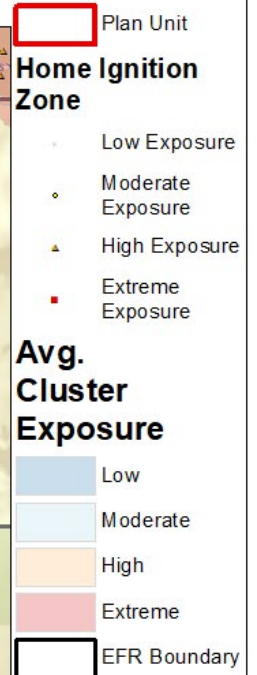 Plan Unit
Home Ignition
Zone
Low Exposure
Moderate
Exposure
High Exposure
Extreme
Exposure
Avg.
Cluster
Exposure
Low
Moderate
High
Extreme
EFR Boundary